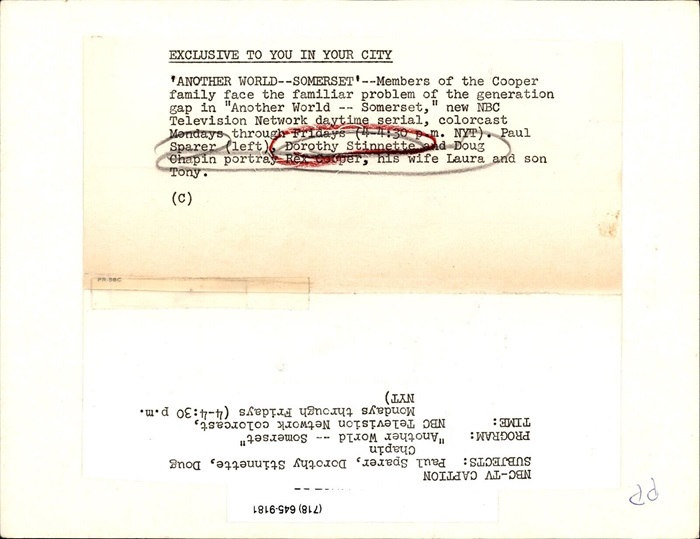 EXCLUSIVE TO YOU IN YOUR CITY
'ANOTHER WORLD--SOMERSET'--Members of the Cooper
family face the familiar problem of the generation
gap in "Another World -- Somerset," new NBC
Television Network daytime serial, colorcast
Mondays through Fridays (4-4:30 p.m. NYT). Paul
Sparer (left), Dorothy Stinnette and Doug
Chapin portray Rex Cooper, his wife Laura and son
Tony.
(C)
PR-NBC
NBC-TV CAPTION
SUBJECTS: Paul Sparer, Dorothy Stinnette, Doug
Chapin
PROGRAM: "Another World -- Somerset"
TIME: NBC Television Network colorcast,
Mondays through Fridays (4-4:30 p.m.
NYT)
(718) 645-9181